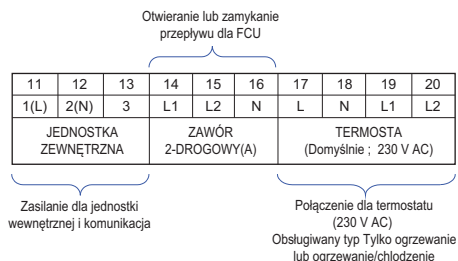 Otwieranie lub zamykanie
przepływu dla FCU
11 12 13 14 15 16 17 18 19 20
1(L) 2(N) 3 L1 L2 N L N L1 L2
JEDNOSTKA
ZEWNĘTRZNA
ZAWÓR
2-DROGOWY(A)
TERMOSTA
(Domyślnie ; 230 V AC)
Zasilanie dla jednostki
wewnętrznej i komunikacja
Połączenie dla termostatu
(230 V AC)
Obsługiwany typ Tylko ogrzewanie
lub ogrzewanie/chlodzenie